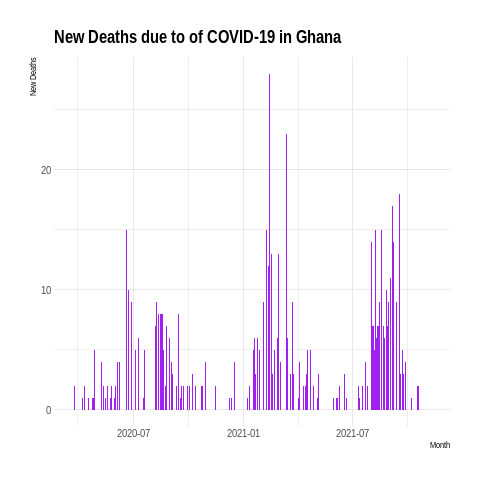 New Deaths due to of COVID-19 in Ghana
New Deaths
20
10
0
2020-07
2021-01
2021-07
Month